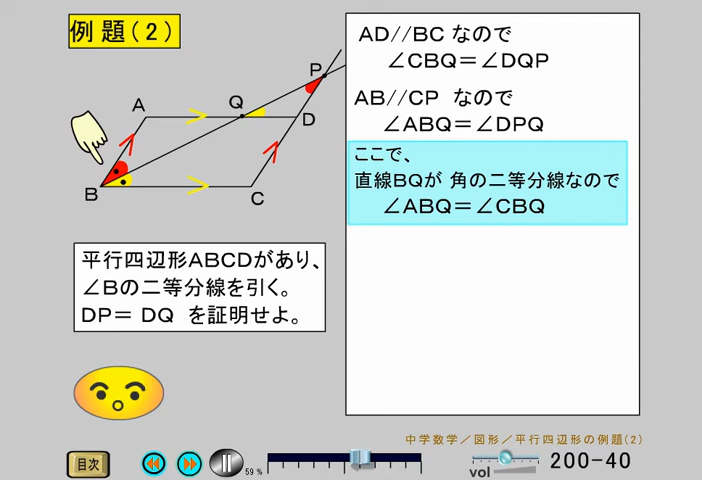 例題(2)
AD//BC なので
∠CBQ＝∠DQP
AB//CP なので
∠ABQ＝∠DPQ
ここで、
直線BQが 角の二等分線なので
∠ABQ＝∠CBQ
P
A
Q
D
B
C
平行四辺形ABCDがあり、
∠Bの二等分線を引く。
DP＝ DQ を証明せよ。
中学数学／図形／平行四辺形の例題(2)
目次
59 %
vol
200-40